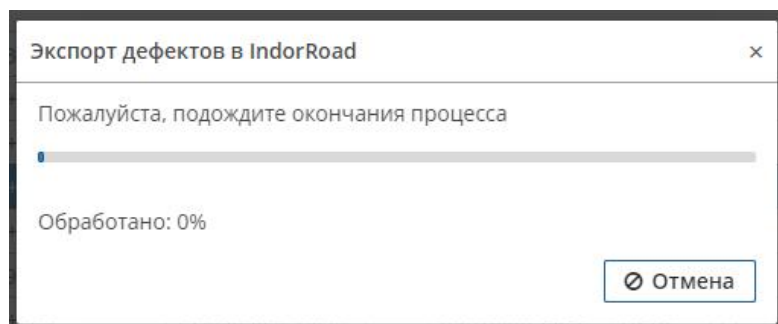 Экспорт дефектов в IndorRoad
Пожалуйста, подождите окончания процесса
Обработано: 0%
Отмена